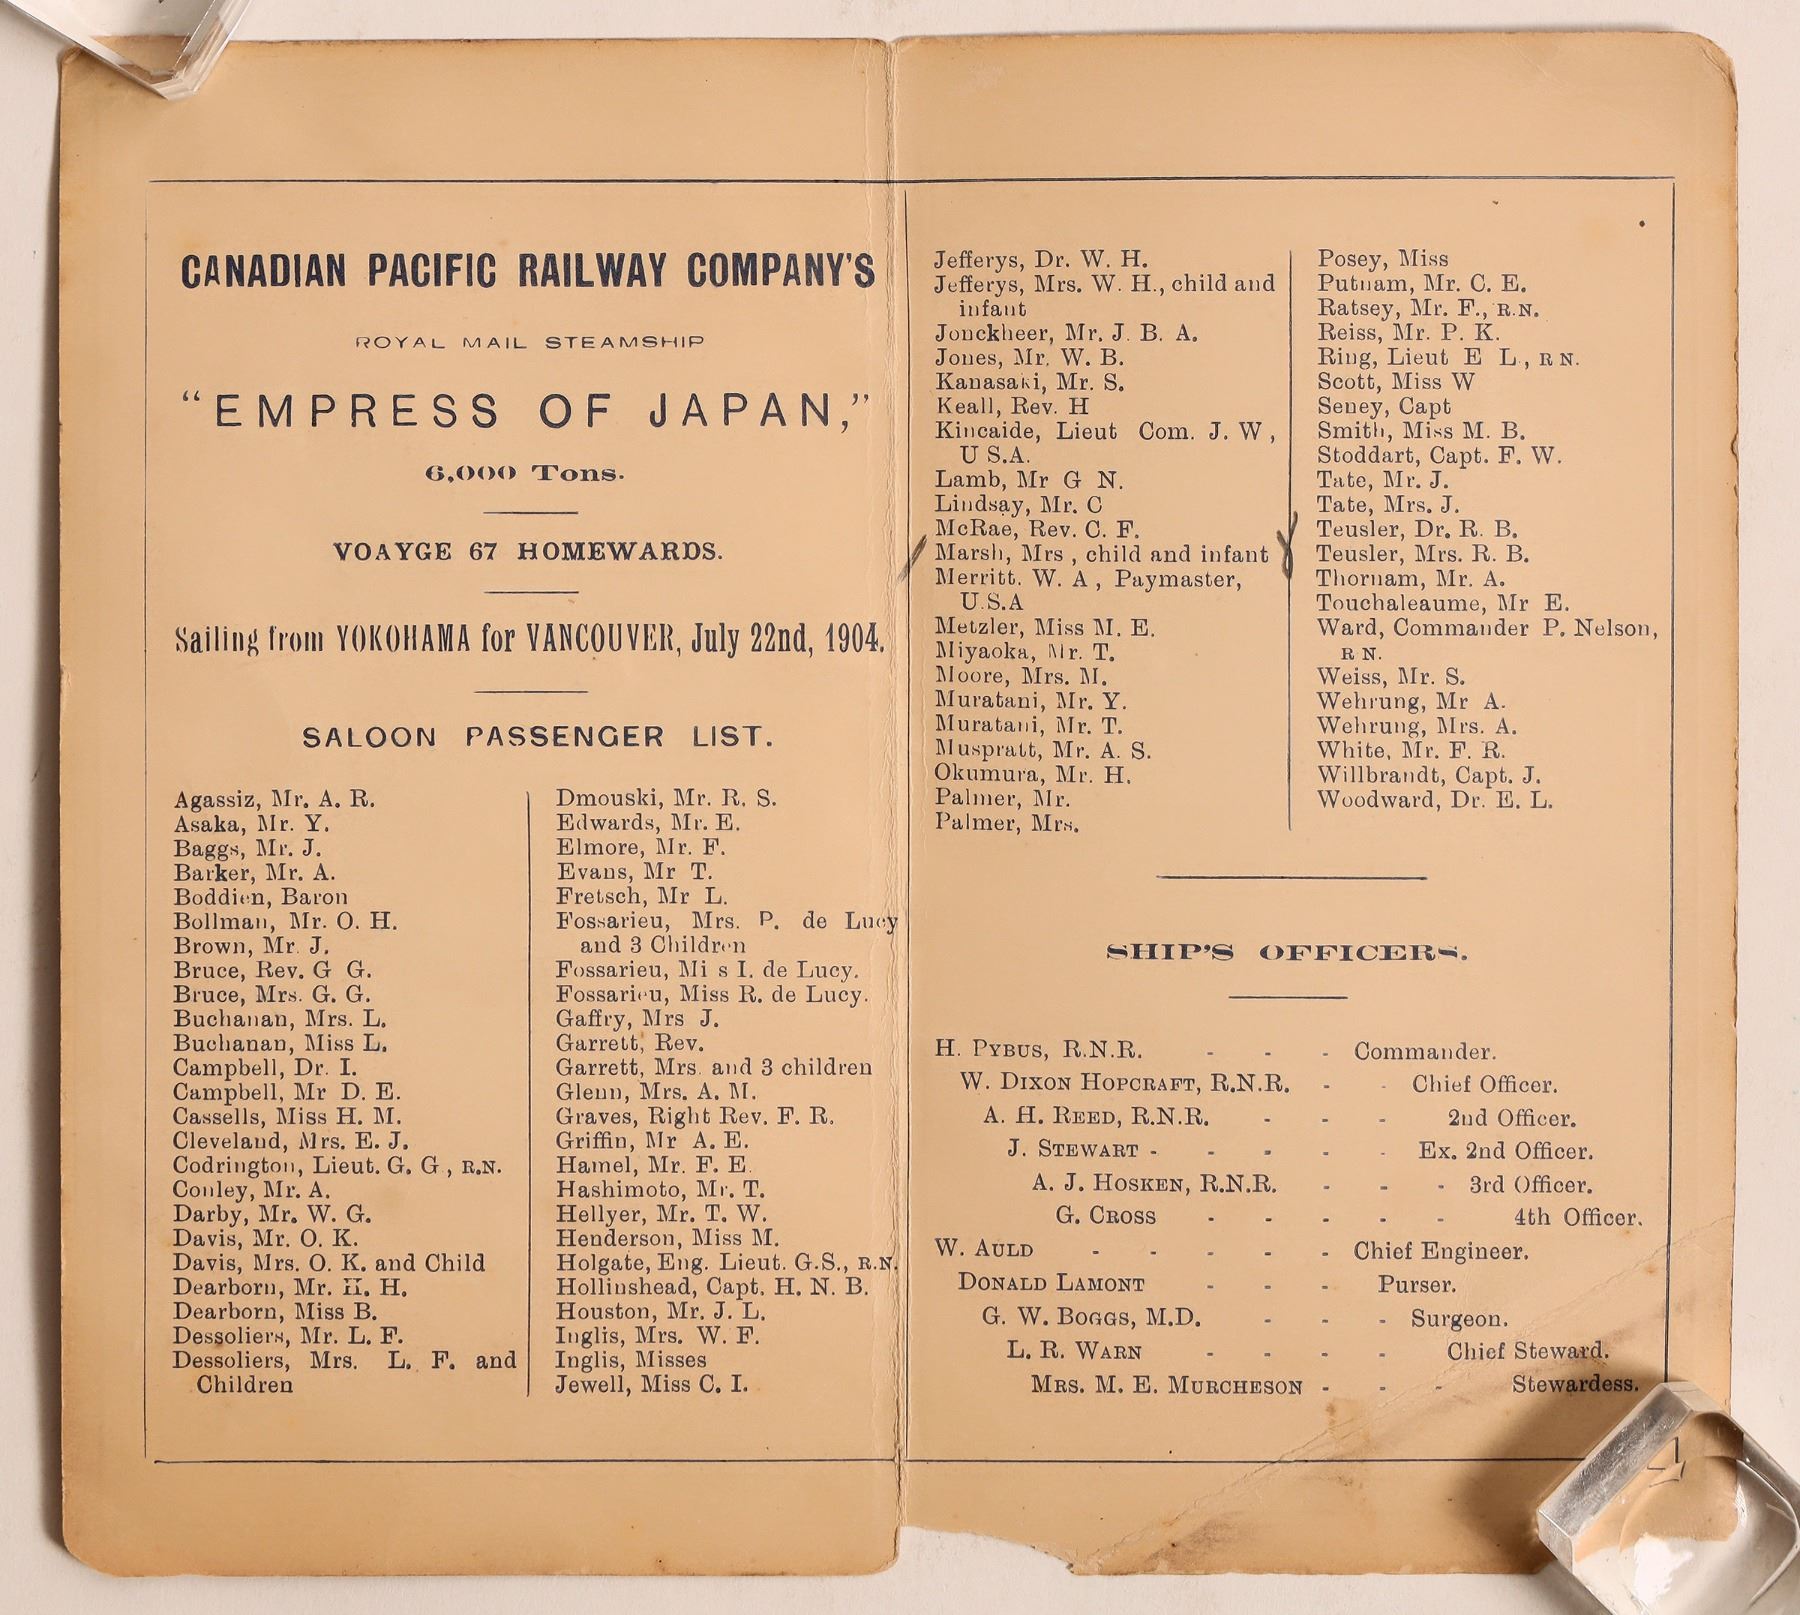 CANADIAN PACIFIC RAILWAY COMPANY'S
ROYAL MAIL STEAMSHIP
"EMPRESS OF JAPAN,"
6,000 Tons.
VOAYGE 67 HOMEWARDS.
Sailing from YOKOHAMA for VANCOUVER, July 22nd, 1904.
SALOON PASSENGER LIST.
Agassiz, Mr. A. R.
Asaka, Mr. Y.
Baggs, Mr. J.
Barker, Mr. A.
Boddien, Baron
Bollman, Mr. O. H.
Brown, Mr. J.
Bruce, Rev. G G.
Bruce, Mrs. G. G.
Buchanan, Mrs. L.
Buchanan, Miss L.
Campbell, Dr. I.
Campbell, Mr D. E.
Cassells, Miss H. M.
Cleveland, Mrs. E. J.
Codrington, Lieut. G. G , R.N.
Conley, Mr. A.
Darby, Mr. W. G.
Davis, Mr. O. K.
Davis, Mrs. O. K. and Child
Dearborn, Mr. H. H.
Dearborn, Miss B.
Dessoliers, Mr. L. F.
Dessoliers, Mrs. L. F. and
Children
Dmouski, Mr. R. S.
Edwards, Mr. E.
Elmore, Mr. F.
Evans, Mr T.
Fretsch, Mr L.
Fossarieu, Mrs. P. de Lucy
and 3 Children
Fossarieu, Mi s I. de Lucy.
Fossarieu, Miss R. de Lucy.
Gaffry, Mrs J.
Garrett, Rev.
Garrett, Mrs. and 3 children
Glenn, Mrs. A. M.
Graves, Right Rev. F. R.
Griffin, Mr A. E.
Hamel, Mr. F. E.
Hashimoto, Mr. T.
Hellyer, Mr. T. W.
Henderson, Miss M.
Holgate, Eng. Lieut. G.S., R.N.
Hollinshead, Capt. H. N. B.
Houston, Mr. J. L.
Inglis, Mrs. W. F.
Inglis, Misses
Jewell, Miss C. I.
Jefferys, Dr. W. H.
Jefferys, Mrs. W. H., child and
infant
Jonckheer, Mr. J. B. A.
Jones, Mr. W. B.
Kanasaki, Mr. S.
Keall, Rev. H
Kincaide, Lieut Com. J. W ,
U S.A.
Lamb, Mr G N.
Lindsay, Mr. C
McRae, Rev. C. F.
Marsh, Mrs , child and infant
Merritt. W. A , Paymaster,
U.S.A
Metzler, Miss M. E.
Miyaoka, Mr. T.
Moore, Mrs. M.
Muratani, Mr. Y.
Muratani, Mr. T.
Muspratt, Mr. A. S.
Okumura, Mr. H.
Palmer, Mr.
Palmer, Mrs.
Posey, Miss
Putnam, Mr. C. E.
Ratsey, Mr. F., R.N.
Reiss, Mr. P. K.
Ring, Lieut E L., R N.
Scott, Miss W
Seney, Capt
Smith, Miss M. B.
Stoddart, Capt. F. W.
Tate, Mr. J.
Tate, Mrs. J.
Teusler, Dr. R. B.
Teusler, Mrs. R. B.
Thornam, Mr. A.
Touchaleaume, Mr E.
Ward, Commander P. Nelson,
R N.
Weiss, Mr. S.
Wehrung, Mr A.
Wehrung, Mrs. A.
White, Mr. F. R.
Willbrandt, Capt. J.
Woodward, Dr. E. L.
SHIP'S OFFICERS.
H. PYBUS, R.N.R. - - - Commander.
W. DIXON HOPCRAFT, R.N.R. - - Chief Officer.
A. H. REED, R.N.R. - - - 2nd Officer.
J. STEWART - - - - - Ex. 2nd Officer.
A. J. HOSKEN, R.N.R. - - - 3rd Officer.
G. CROSS - - - - - 4th Officer.
W. AULD - - - - - Chief Engineer.
DONALD LAMONT - - - Purser.
G. W. BOGGS, M.D. - - - Surgeon.
L. R. WARN - - - - Chief Steward.
MRS. M. E. MURCHESON - - - Stewardess.